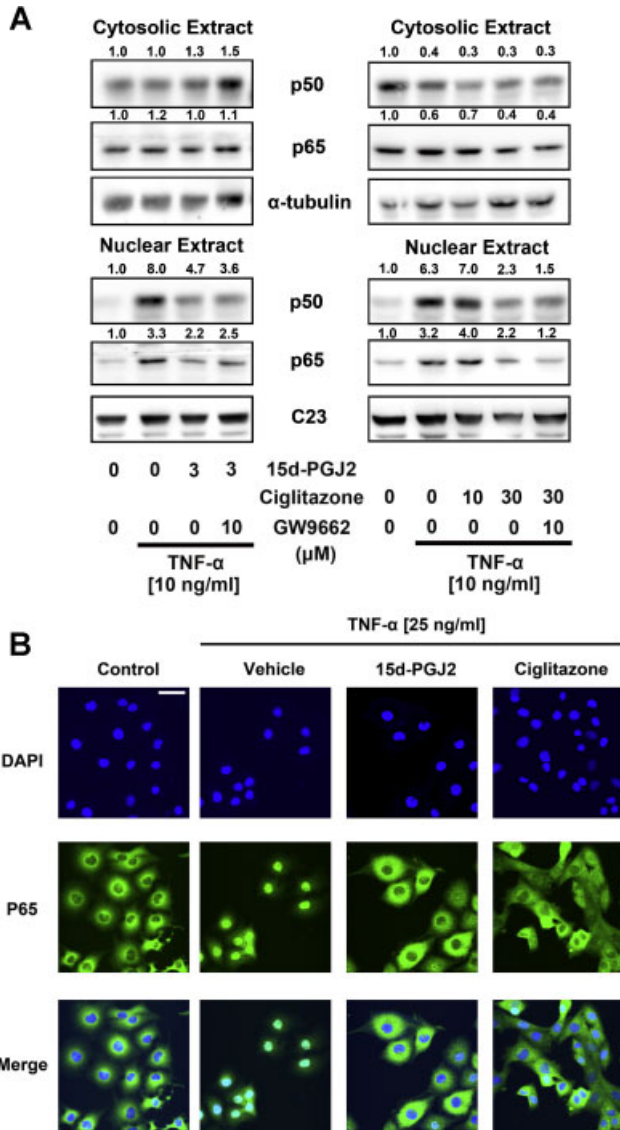 A
Cytosolic Extract Cytosolic Extract
1.0 1.0 1.3 1.5 1.0 0.4 0.3 0.3 0.3
p50
1.0 1.2 1.0 1.1 1.0 0.6 0.7 0.4 0.4
p65
α-tubulin
Nuclear Extract Nuclear Extract
1.0 8.0 4.7 3.6 1.0 6.3 7.0 2.3 1.5
p50
1.0 3.3 2.2 2.5 1.0 3.2 4.0 2.2 1.2
p65
C23
0 0 3 3 15d-PGJ2
Ciglitazone 0 0 10 30 30
0 0 0 10 GW9662 0 0 0 0 10
(μM)
TNF-α TNF-α
[10 ng/ml] [10 ng/ml]
B
TNF-α [25 ng/ml]
Control Vehicle 15d-PGJ2 Ciglitazone
DAPI
P65
Merge